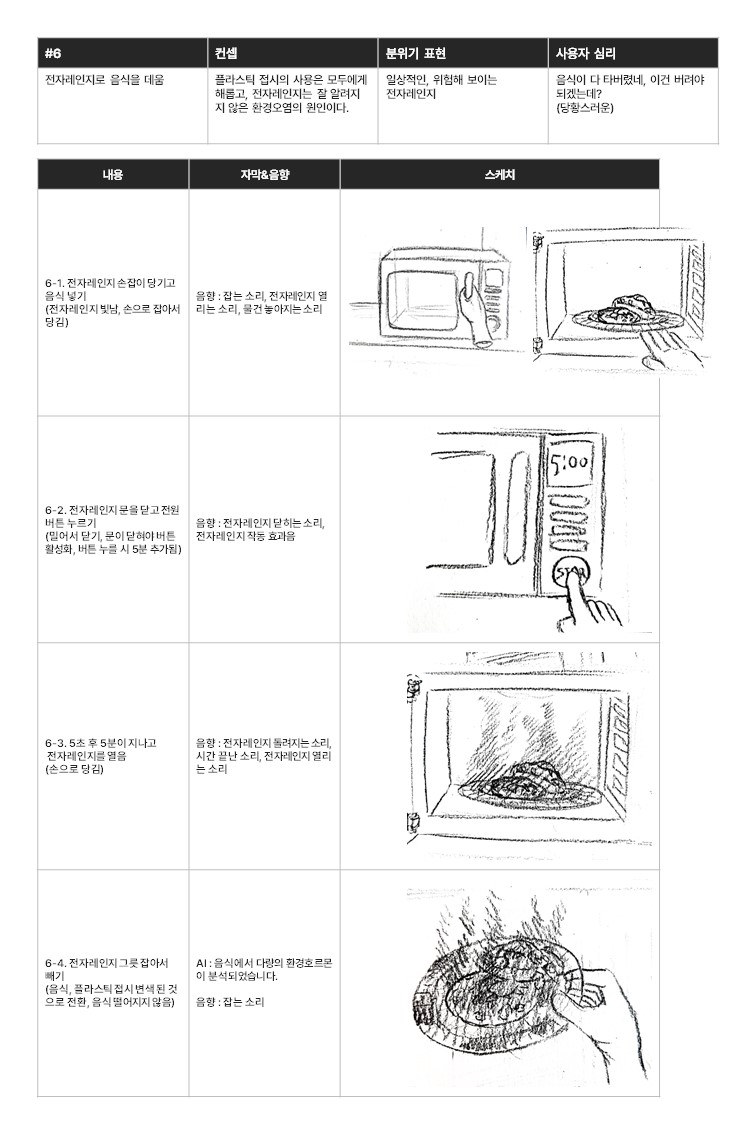 #6
컨셉
분위기 표현
사용자 심리
전자레인지로 음식을 데움
플라스틱 접시의 사용은 모두에게
해롭고, 전자레인지는 잘 알려지
지 않은 환경오염의 원인이다.
일상적인, 위험해 보이는
전자레인지
음식이 다 타버렸네, 이건 버려야
되겠는데?
(당황스러운)
내용
자막&음향
스케치
6-1. 전자레인지 손잡이 당기고
음식 넣기
(전자레인지 빛남, 손으로 잡아서
당김)
음향 : 잡는 소리, 전자레인지 열
리는 소리, 물건 놓아지는 소리
6-2. 전자레인지 문을 닫고 전원
버튼 누르기
(밀어서 닫기, 문이 닫혀야 버튼
활성화, 버튼 누를 시 5분 추가됨)
음향 : 전자레인지 닫히는 소리,
전자레인지 작동 효과음
5:00
6-3. 5초 후 5분이 지나고
전자레인지를 열음
(손으로 당김)
음향 : 전자레인지 돌려지는 소리,
시간 끝난 소리, 전자레인지 열리
는 소리
6-4. 전자레인지 그릇 잡아서
빼기
(음식, 플라스틱 접시 변색 된 것
으로 전환, 음식 떨어지지 않음)
AI : 음식에서 다량의 환경호르몬
이 분석되었습니다.
음향 : 잡는 소리